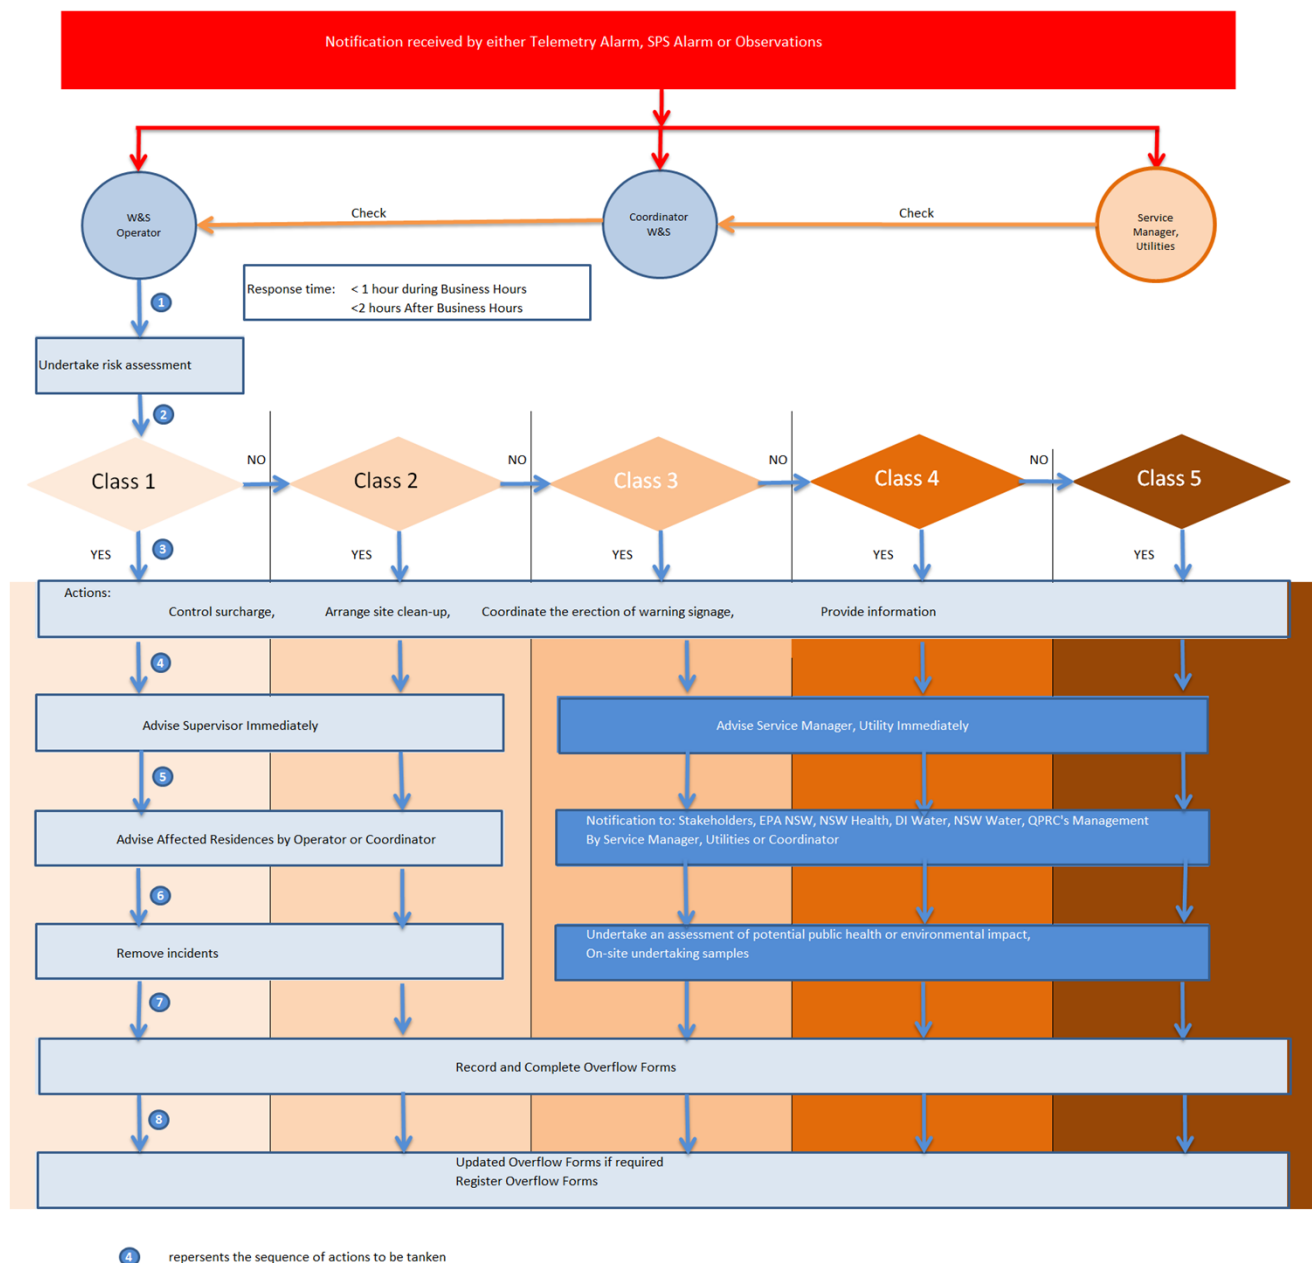 Notification received by either Telemetry Alarm, SPS Alarm or Observations
W&S
Operator
Check
Coordinator
W&S
Check
Service
Manager,
Utilities
Response time: < 1 hour during Business Hours
<2 hours After Business Hours
1
Undertake risk assessment
2
Class 1
NO
Class 2
NO
Class 3
NO
Class 4
NO
Class 5
YES
3
YES
YES
YES
YES
Actions:
Control surcharge, Arrange site clean-up, Coordinate the erection of warning signage, Provide information
4
Advise Supervisor Immediately
Advise Service Manager, Utility Immediately
5
Advise Affected Residences by Operator or Coordinator
Notification to: Stakeholders, EPA NSW, NSW Health, DI Water, NSW Water, QPRC's Management
By Service Manager, Utilities or Coordinator
6
Remove incidents
Undertake an assessment of potential public health or environmental impact,
On-site undertaking samples
7
Record and Complete Overflow Forms
8
Updated Overflow Forms if required
Register Overflow Forms
4 repersents the sequence of actions to be tanken